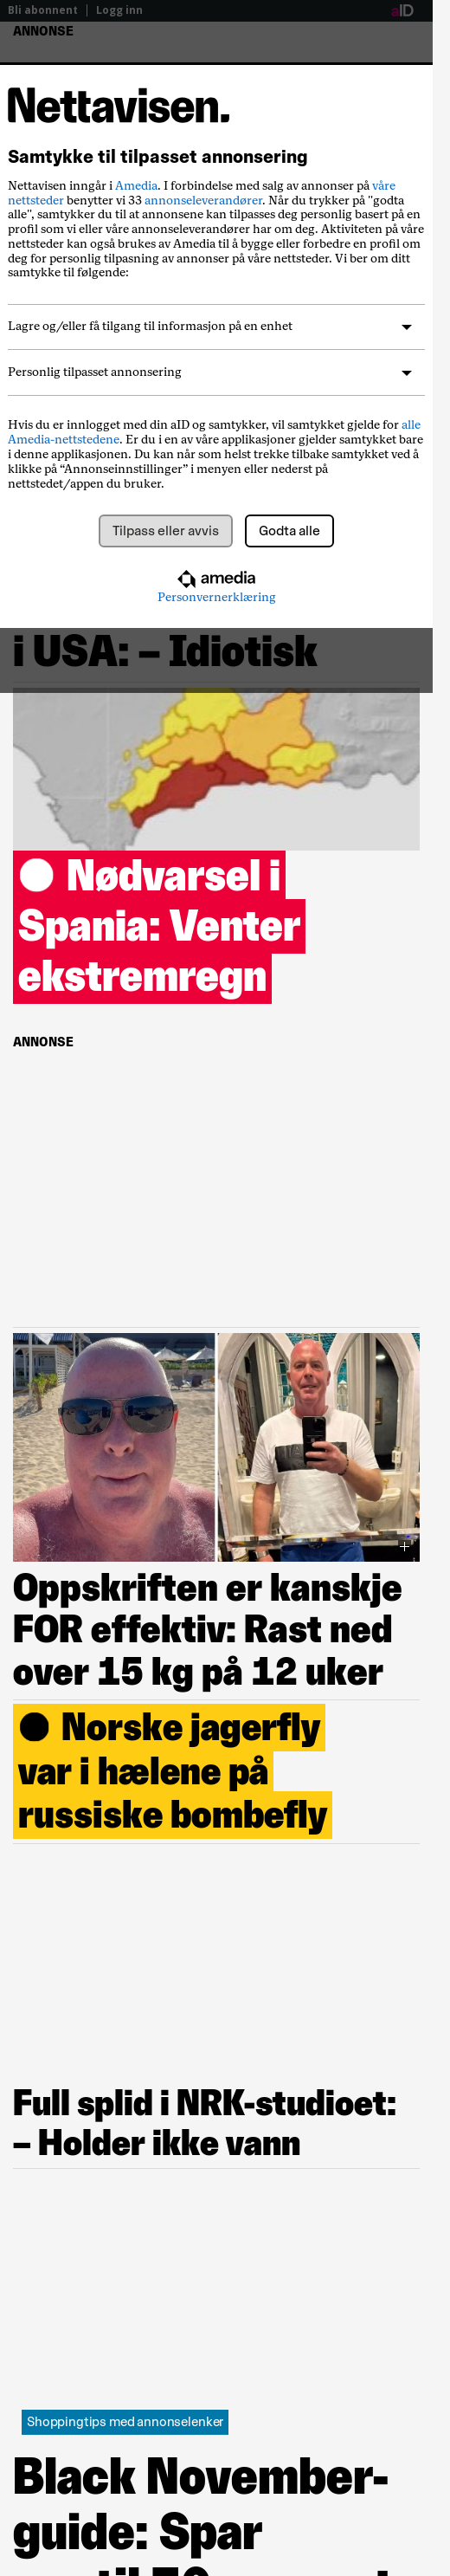 Bli abonnent | Logg inn
aID
ANNONSE
Nettavisen.
Samtykke til tilpasset annonsering
Nettavisen inngår i Amedia. I forbindelse med salg av annonser på våre
nettsteder benytter vi 33 annonseleverandører. Når du trykker på "godta
alle", samtykker du til at annonsene kan tilpasses deg personlig basert på en
profil som vi eller våre annonseleverandører har om deg. Aktiviteten på våre
nettsteder kan også brukes av Amedia til å bygge eller forbedre en profil om
deg for personlig tilpasning av annonser på våre nettsteder. Vi ber om ditt
samtykke til følgende:
Lagre og/eller få tilgang til informasjon på en enhet
Personlig tilpasset annonsering
Hvis du er innlogget med din aID og samtykker, vil samtykket gjelde for alle
Amedia-nettstedene. Er du i en av våre applikasjoner gjelder samtykket bare
i denne applikasjonen. Du kan når som helst trekke tilbake samtykket ved å
klikke på “Annonseinnstillinger” i menyen eller nederst på
nettstedet/appen du bruker.
Tilpass eller avvis
Godta alle
amedia
Personvernerklæring
i USA: – Idiotisk
Nødvarsel i
Spania: Venter
ekstremregn
ANNONSE
Oppskriften er kanskje
FOR effektiv: Rast ned
over 15 kg på 12 uker
Norske jagerfly
var i hælene på
russiske bombefly
Full splid i NRK-studioet:
– Holder ikke vann
Shoppingtips med annonselenker
Black November-
guide: Spar